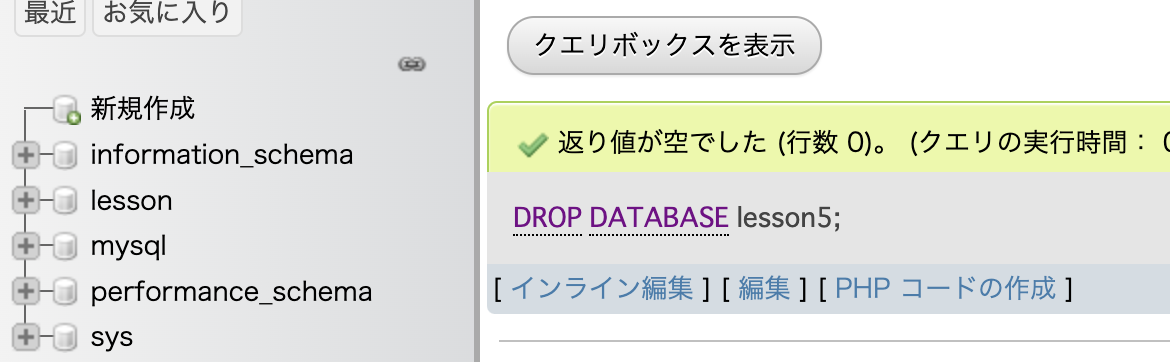 最近 お気に入り
新規作成
information_schema
lesson
mysql
performance_schema
sys
クエリボックスを表示
返り値が空でした (行数 0)。 (クエリの実行時間：
DROP DATABASE lesson5;
[ インライン編集 ] [ 編集 ] [ PHP コードの作成 ]